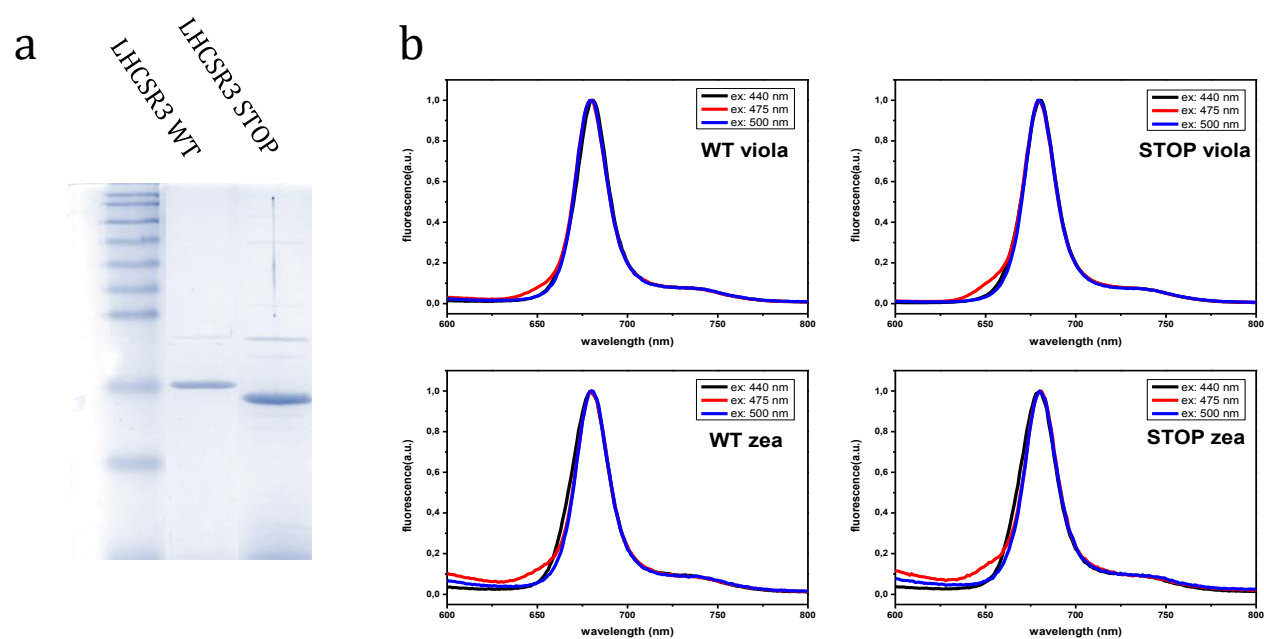 a
LHCSR3 WT
LHCSR3 STOP
b
1,0
0,8
0,6
0,4
0,2
0,0
fluorescence(a.u.)
600
650
700
750
800
wavelength (nm)
ex: 440 nm
ex: 475 nm
ex: 500 nm
WT viola
1,0
0,8
0,6
0,4
0,2
0,0
fluorescence(a.u.)
600
650
700
750
800
wavelength (nm)
ex: 440 nm
ex: 475 nm
ex: 500 nm
STOP viola
1,0
0,8
0,6
0,4
0,2
0,0
fluorescence(a.u.)
600
650
700
750
800
wavelength (nm)
ex: 440 nm
ex: 475 nm
ex: 500 nm
WT zea
1,0
0,8
0,6
0,4
0,2
0,0
fluorescence(a.u.)
600
650
700
750
800
wavelength (nm)
ex: 440 nm
ex: 475 nm
ex: 500 nm
STOP zea